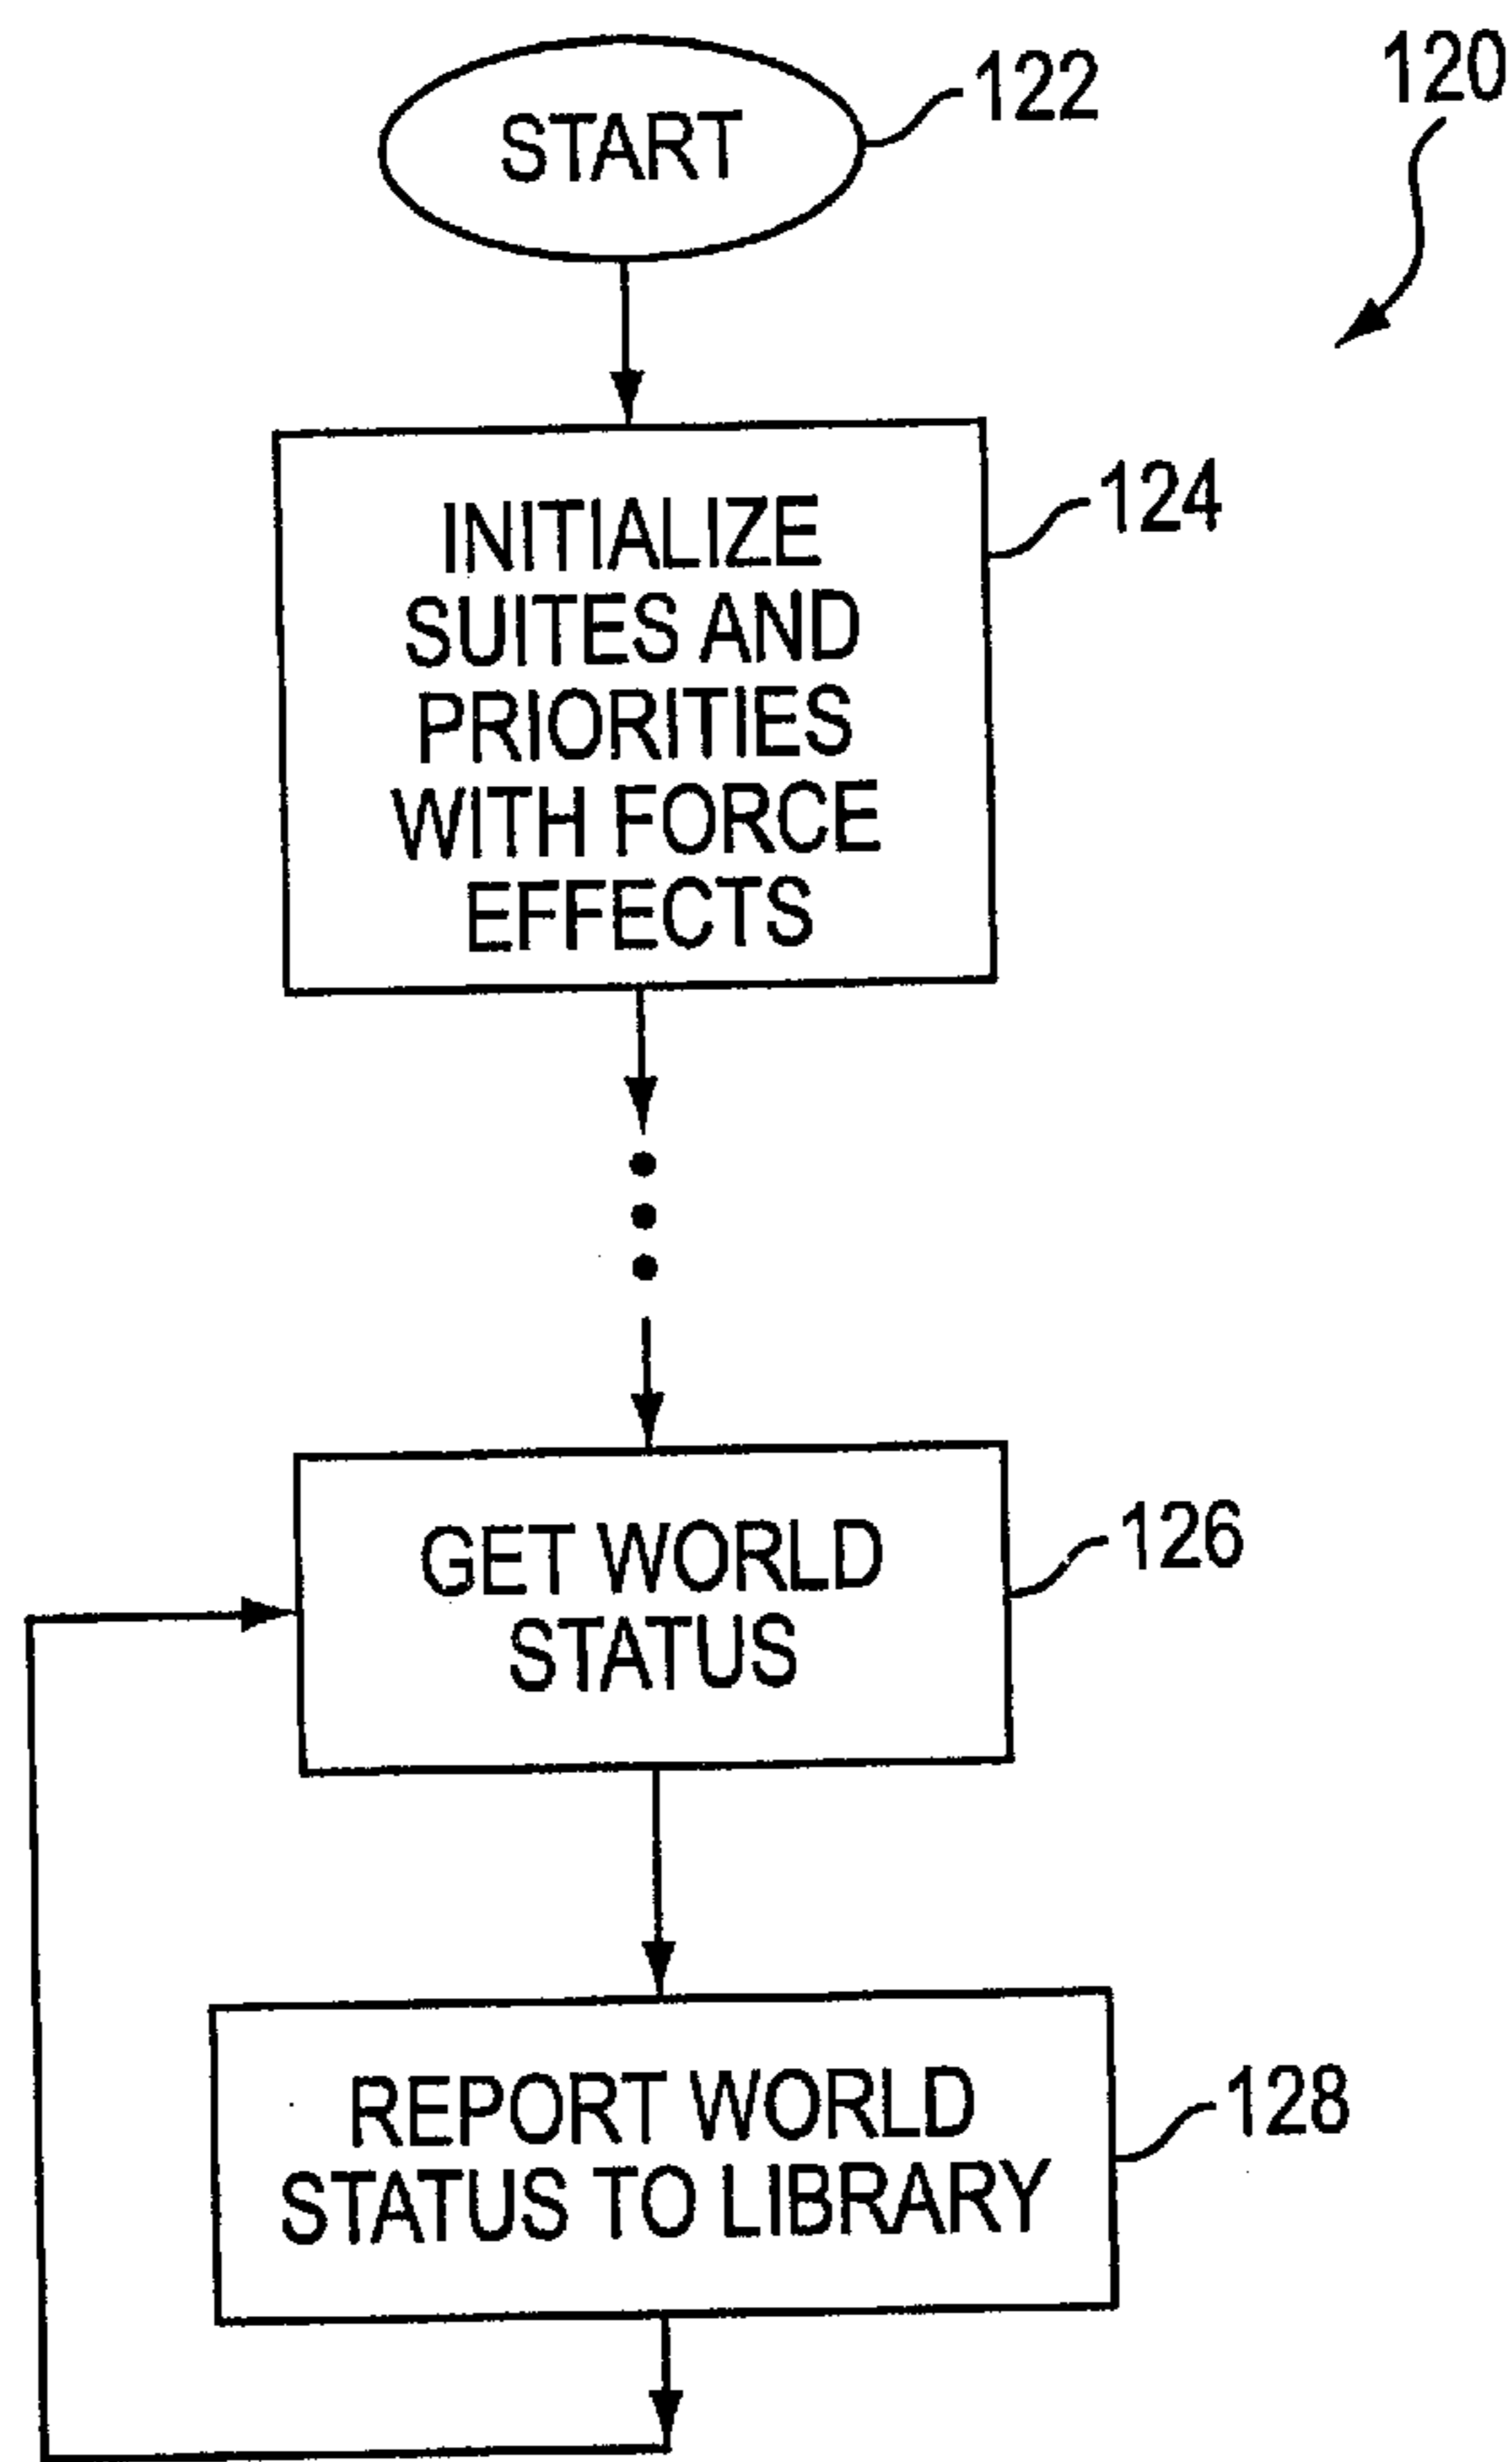 120
START
122
INITIALIZE
SUITES AND
PRIORITIES
WITH FORCE
EFFECTS
124
GET WORLD
STATUS
126
REPORT WORLD
STATUS TO LIBRARY
128